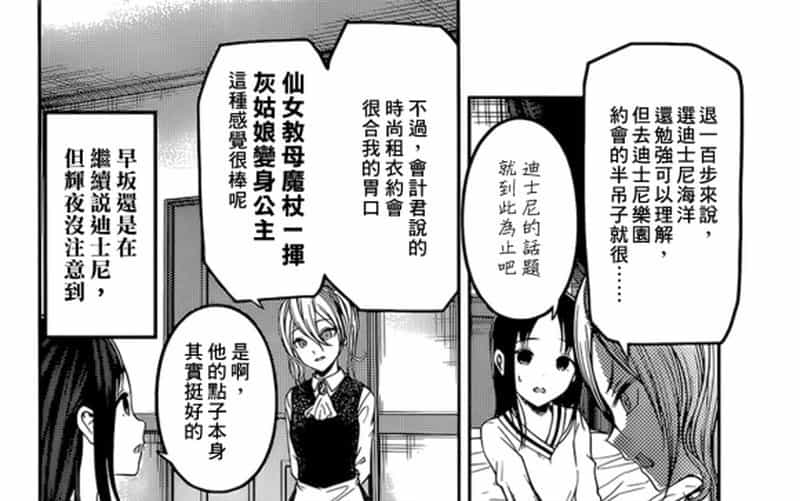 退一百步來說，
選迪士尼海洋
還勉強可以理解，
但去迪士尼樂園
約會的半吊子就很……
迪士尼的話題
就到此為止吧
不過，會計君說的
時尚租衣約會
很合我的胃口
仙女教母魔杖一揮
灰姑娘變身公主
這種感覺很棒呢
是啊，
他的點子本身
其實挺好的
早坂還是在
繼續說迪士尼，
但輝夜沒注意到